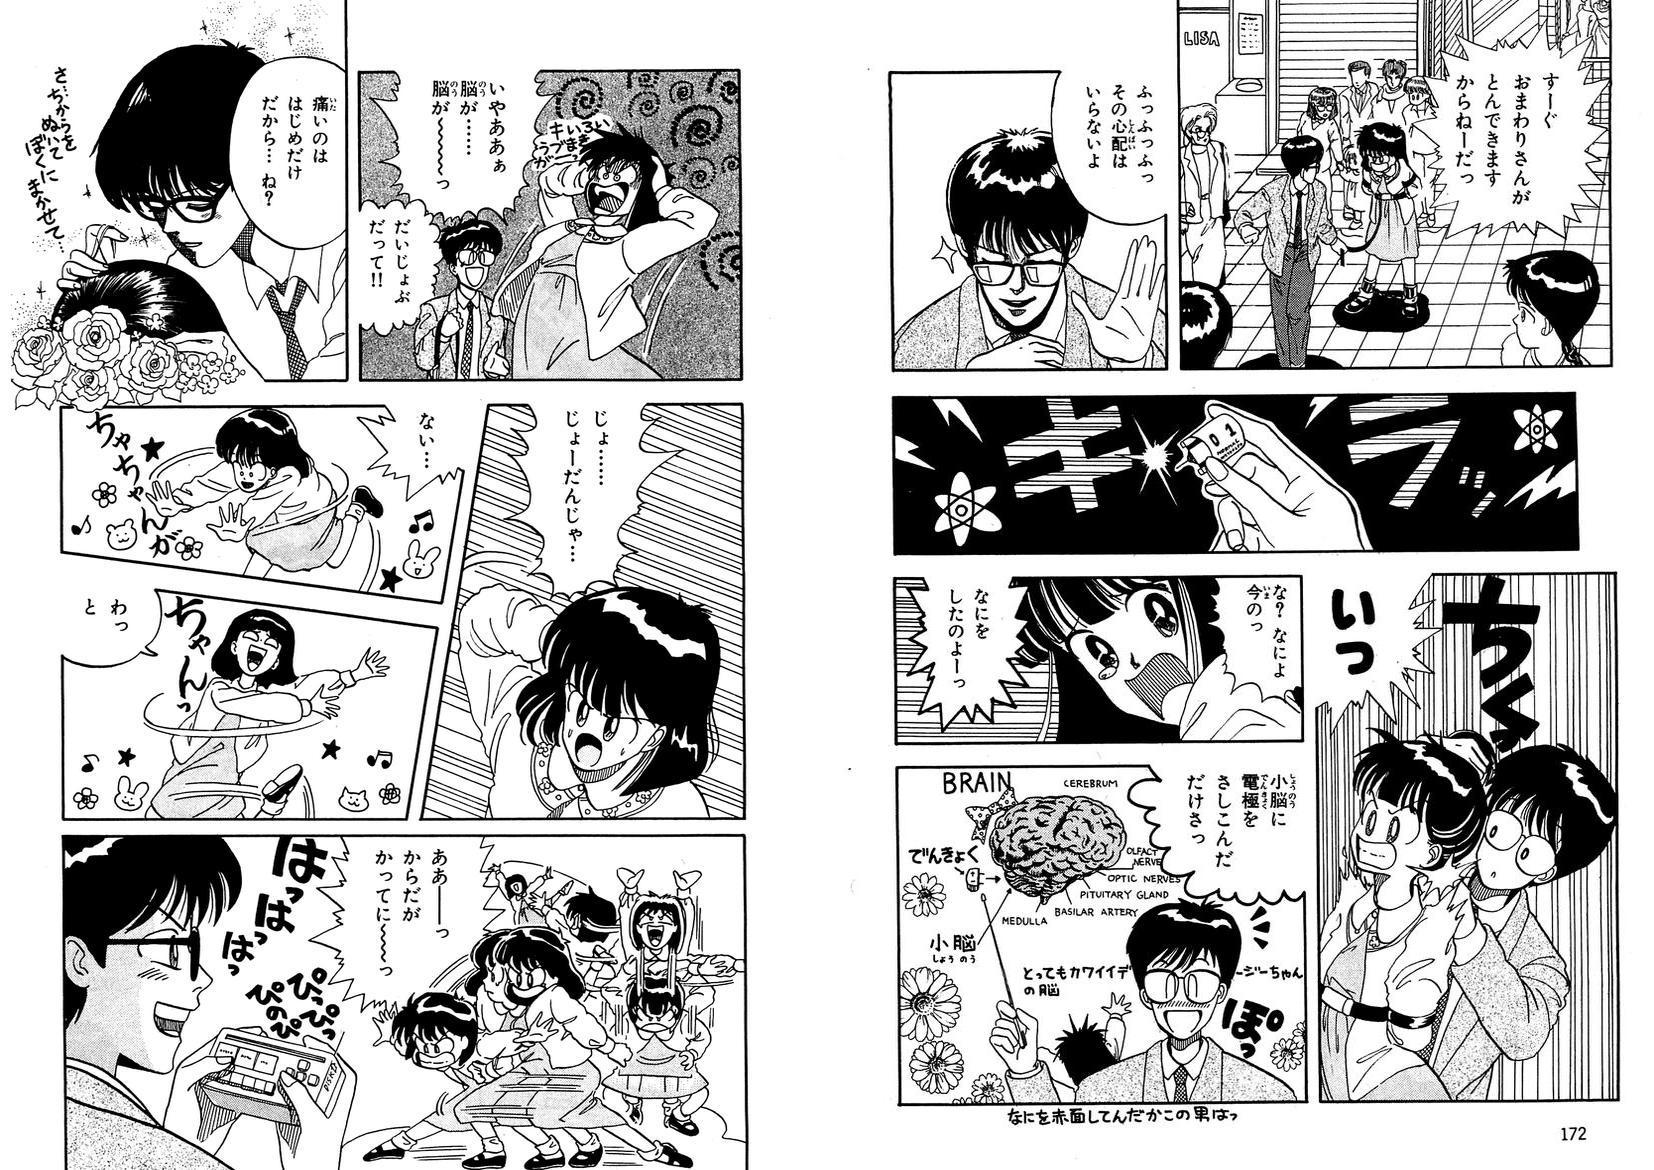 LISA
すーぐ
おまわりさんが
とんできます
からねーだっ
ふっふっふっ
その心配は
いらないよ
キラッ
01
ちくっ
いっ
な？なによ
今のっ
なにを
したのよーっ
小脳に
電極を
さしこんだ
だけさっ
BRAIN
CEREBRUM
でんきょく
OLFACT
NERVE
OPTIC NERVES
PITUITARY GLAND
BASILAR ARTERY
MEDULLA
小脳
しょうのう
とってもカワイイデ
ージーちゃん
の脳
ぽっ
なにを赤面してんだかこの男はっ
172
いやああぁ
脳が……
脳が～～～っ
だいじょぶ
だって!!
痛いのは
はじめだけ
だから…ね?
さ…ちからを
ぬいて
ぼくに
まかせて…
じょ……
じょーだんじゃ…
ない…
ちゃちゃんが
ちゃんっ
わっ
と
ああ――っ
からだが
かってに～～～っ
はっはっはっ
ぴっぴっ
ぴのぴ